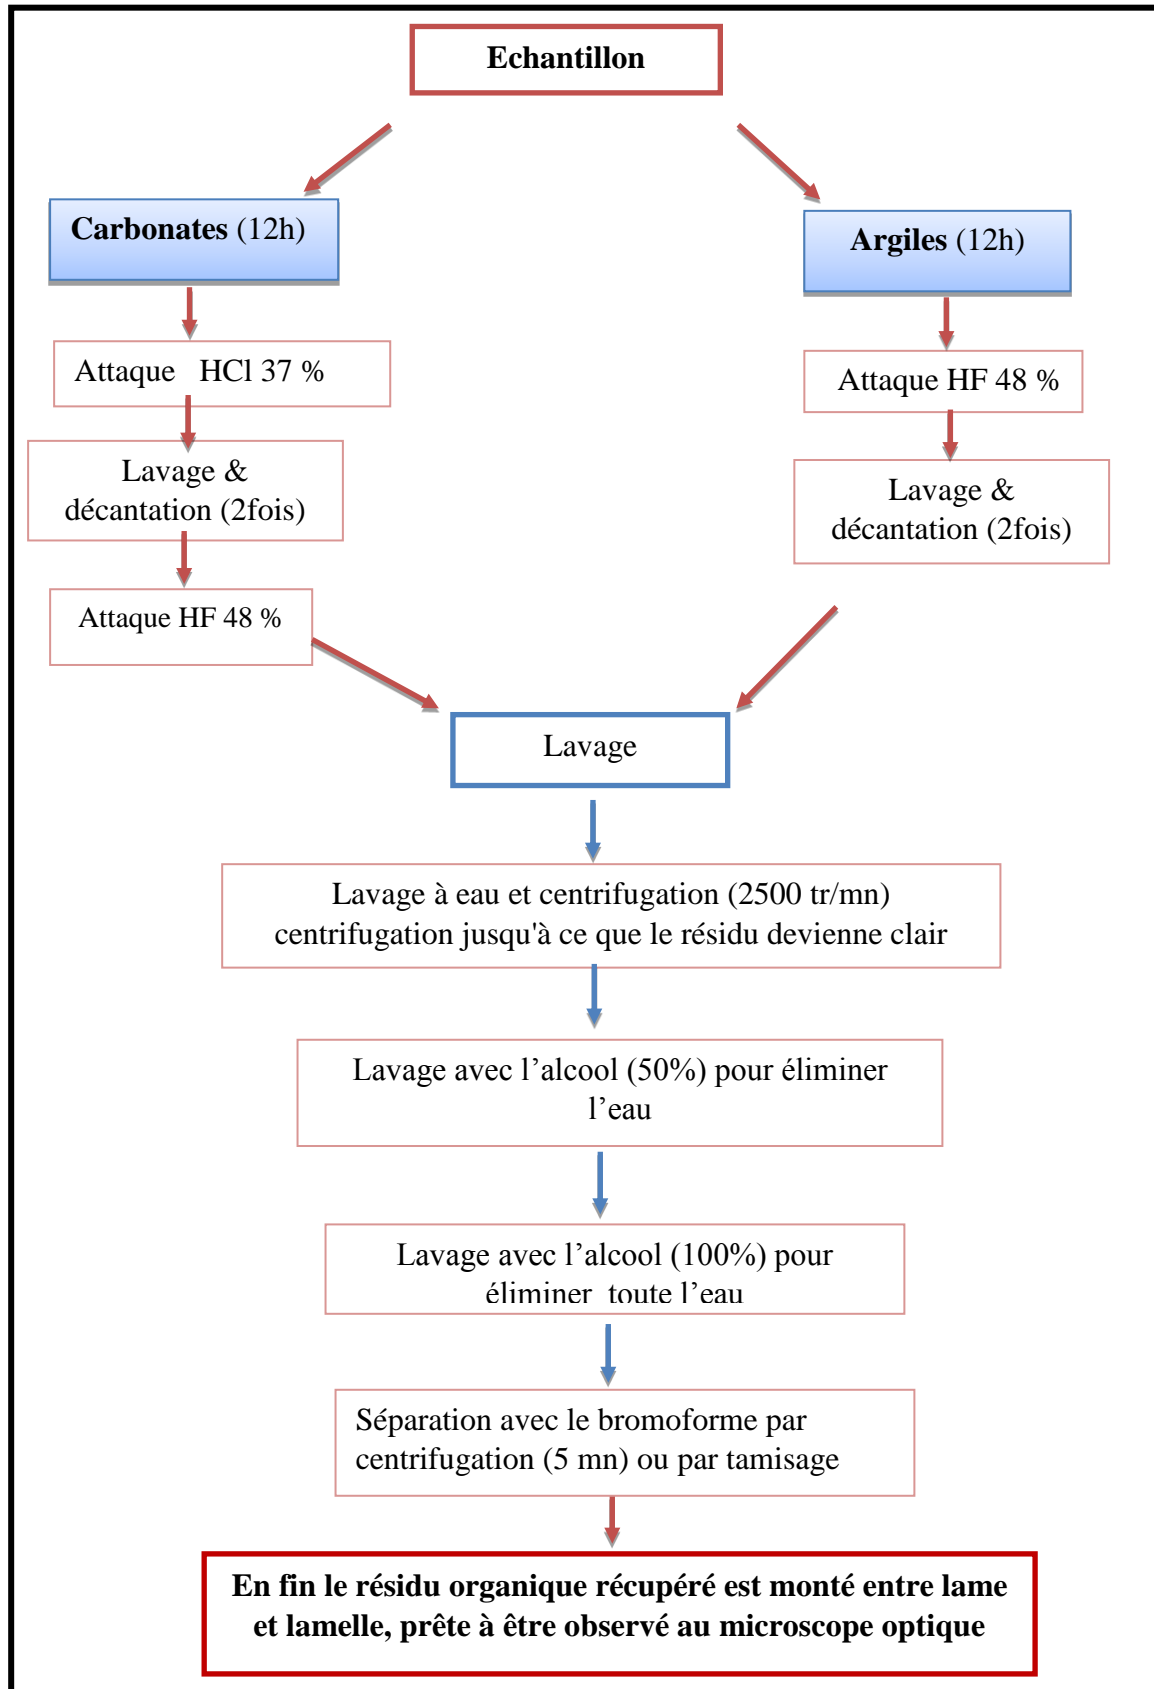 Echantillon
Carbonates (12h)
Argiles (12h)
Attaque HCl 37 %
Attaque HF 48 %
Lavage &
décantation (2fois)
Lavage &
décantation (2fois)
Attaque HF 48 %
Lavage
Lavage à eau et centrifugation (2500 tr/mn)
centrifugation jusqu'à ce que le résidu devienne clair
Lavage avec l’alcool (50%) pour éliminer
l’eau
Lavage avec l’alcool (100%) pour
éliminer toute l’eau
Séparation avec le bromoforme par
centrifugation (5 mn) ou par tamisage
En fin le résidu organique récupéré est monté entre lame
et lamelle, prête à être observé au microscope optique